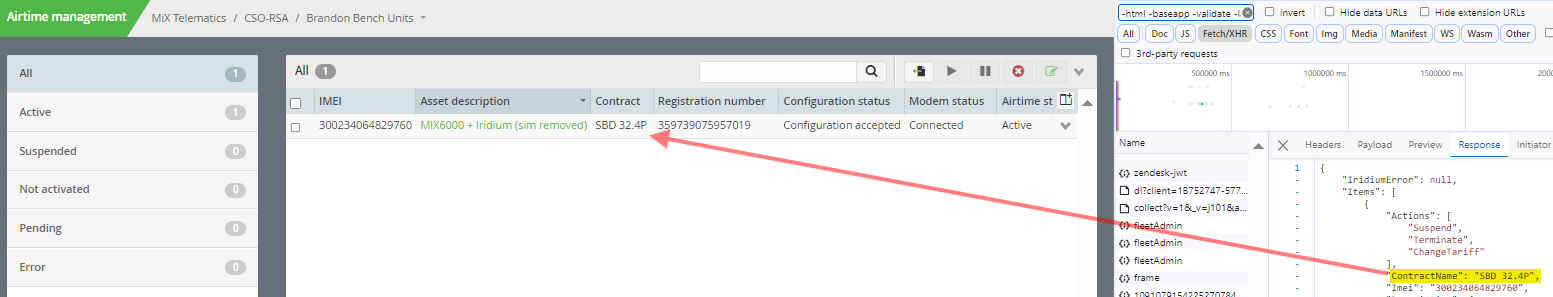 Airtime management
MiX Telematics / CSO-RSA / Brandon Bench Units
All 1
Active 1
Suspended 0
Not activated 0
Pending 0
Error 0
All 1
IMEI Asset description Contract Registration number Configuration status Modem status Airtime st
300234064829760 MIX6000 + Iridium (sim removed) SBD 32.4P 359739075957019 Configuration accepted Connected Active
-html -baseapp -validate -l Invert Hide data URLs Hide extension URLs
All Doc JS Fetch/XHR CSS Font Img Media Manifest WS Wasm Other
3rd-party requests
500000 ms 1000000 ms 1500000 ms 2000
Name
zendesk-jwt
dl?client=1B752747-577...
collect?v=1&_v=j101&a...
fleetAdmin
fleetAdmin
fleetAdmin
frame
1091079154225270784
Headers Payload Preview Response Initiator
1 {
- "IridiumError": null,
- "Items": [
- {
- "Actions": [
- "Suspend",
- "Terminate",
- "ChangeTariff"
- ],
- "ContractName": "SBD 32.4P",
- "Imei": "300234064829760",